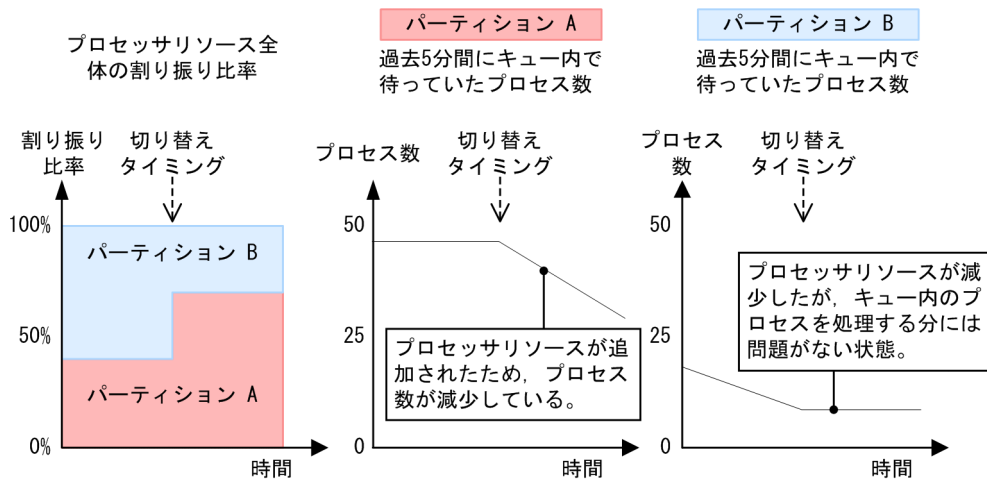 プロセッサリソース全
体の割り振り比率
割り振り
比率
切り替え
タイミング
100%
50%
0%
パーティション B
パーティション A
時間
パーティション A
過去5分間にキュー内で
待っていたプロセス数
プロセス数
切り替え
タイミング
50
25
0
プロセッサリソースが追
加されたため，プロセス
数が減少している。
時間
パーティション B
過去5分間にキュー内で
待っていたプロセス数
プロセス
数
切り替え
タイミング
50
25
0
プロセッサリソースが減
少したが，キュー内のプ
ロセスを処理する分には
問題がない状態。
時間